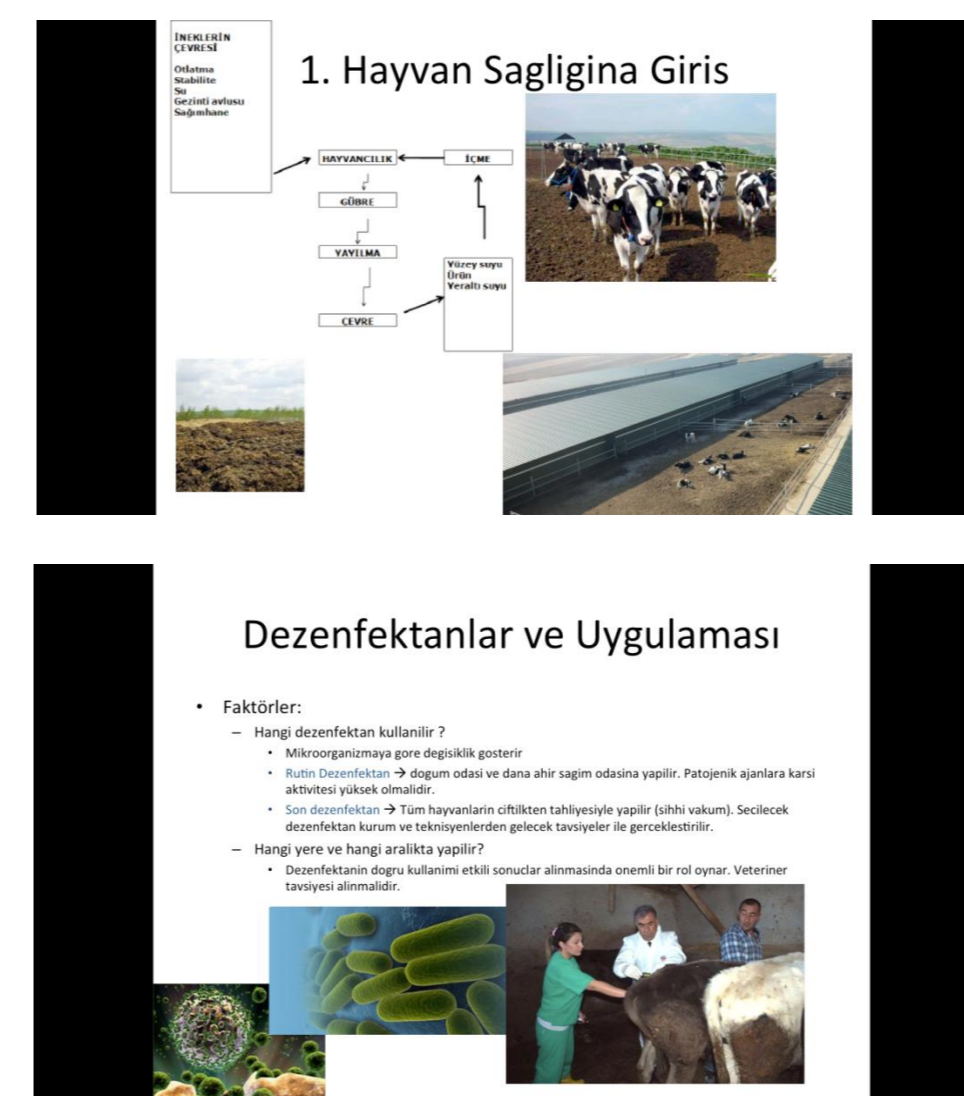 İNEKLERİN
ÇEVRESİ
Otlatma
Stabilite
Su
Gezinti avlusu
Sağımhane
1. Hayvan Sagligina Giris
HAYVANCILIK
İÇME
GÜBRE
YAYILMA
Yüzey suyu
Ürün
Yeraltı suyu
ÇEVRE
Dezenfektanlar ve Uygulaması
• Faktörler:
– Hangi dezenfektan kullanilir ?
• Mikroorganizmaya gore degisiklik gosterir
• Rutin Dezenfektan → dogum odasi ve dana ahir sagim odasina yapilir. Patojenik ajanlara karsi
aktivitesi yüksek olmalidir.
• Son dezenfektan → Tüm hayvanlarin ciftilkten tahliyesiyle yapilir (sihhi vakum). Secilecek
dezenfektan kurum ve teknisyenlerden gelecek tavsiyeler ile gerceklestirilir.
– Hangi yere ve hangi aralikta yapilir?
• Dezenfektanin dogru kullanimi etkili sonuclar alinmasinda onemli bir rol oynar. Veteriner
tavsiyesi alinmalidir.